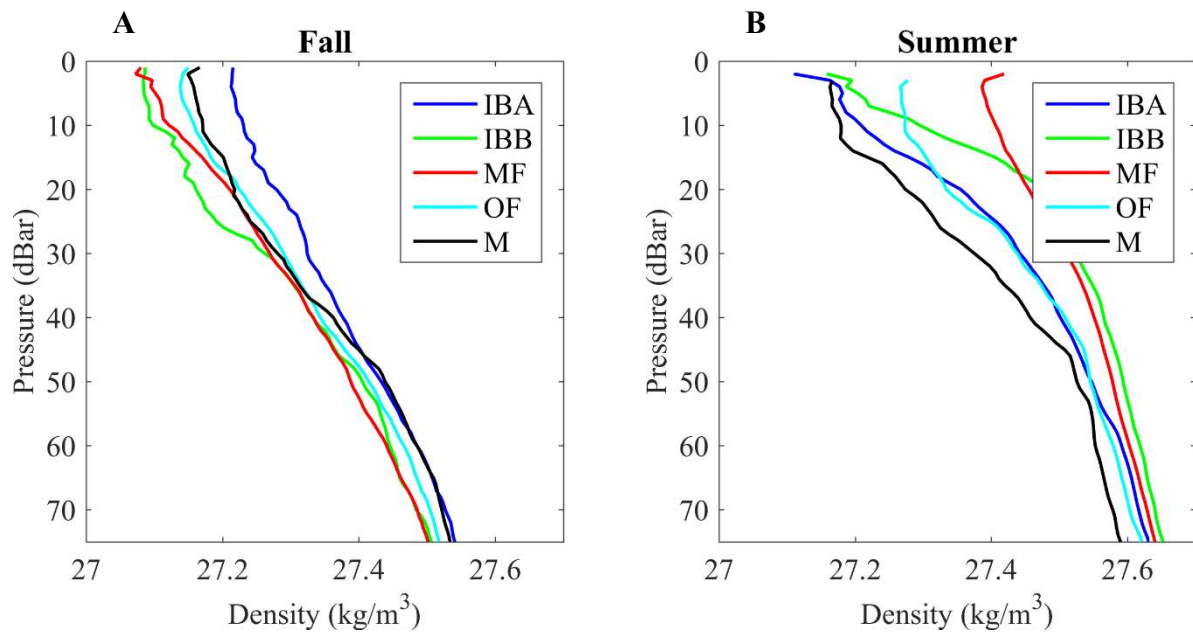 A
Fall
0
10
20
30
40
50
60
70
Pressure (dBar)
27
27.2
27.4
27.6
Density (kg/m³)
IBA
IBB
MF
OF
M
B
Summer
0
10
20
30
40
50
60
70
Pressure (dBar)
27
27.2
27.4
27.6
Density (kg/m³)
IBA
IBB
MF
OF
M